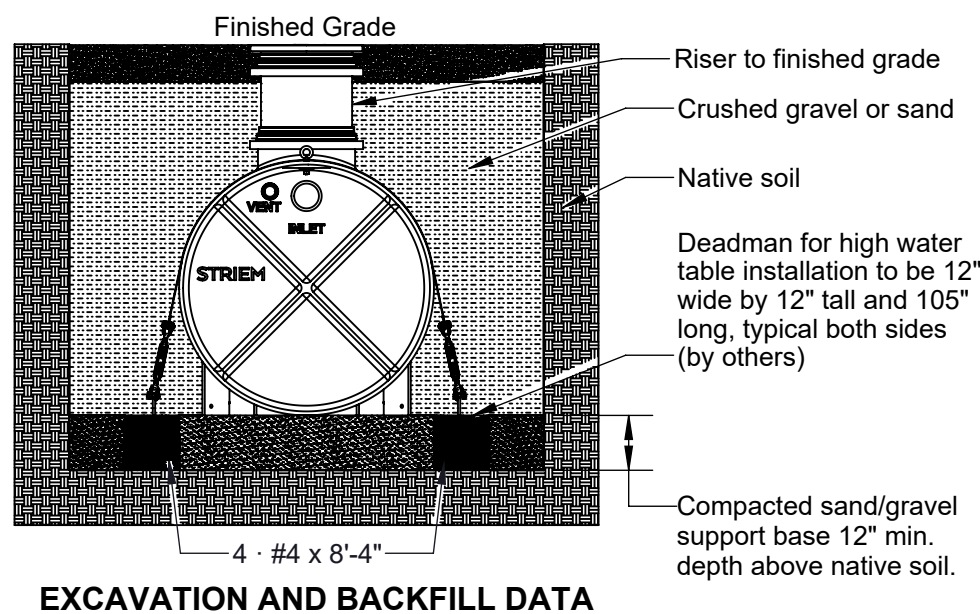 Finished Grade
Riser to finished grade
Crushed gravel or sand
Native soil
Deadman for high water
table installation to be 12"
wide by 12" tall and 105"
long, typical both sides
(by others)
VENT
INLET
STRIEM
Compacted sand/gravel
support base 12" min.
depth above native soil.
4 · #4 x 8'-4"
EXCAVATION AND BACKFILL DATA